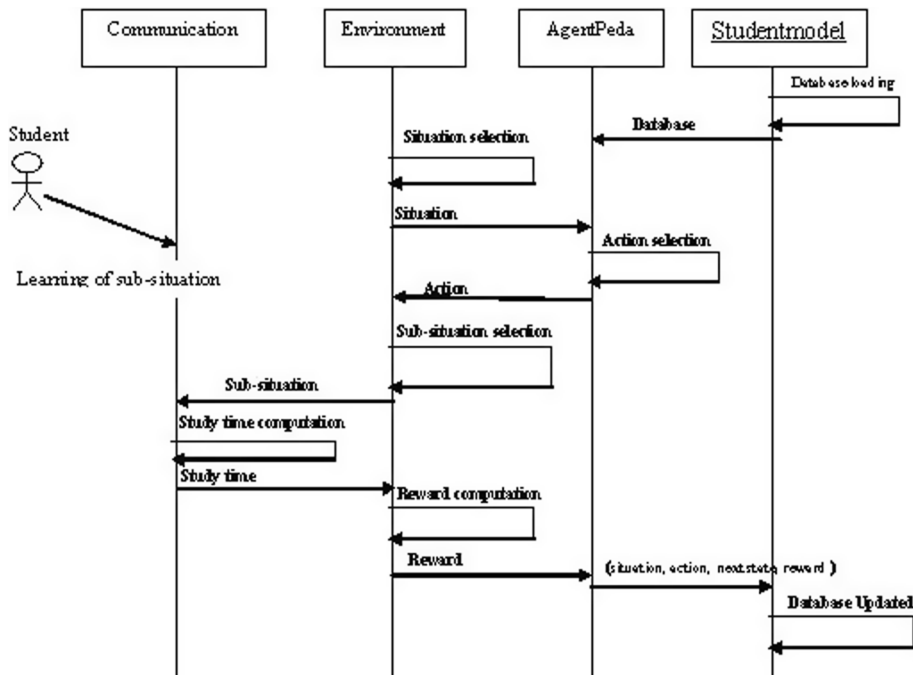 Communication
Environment
AgentPeda
Studentmodel
Database loading
Database
Student
Situation selection
Situation
Action selection
Learning of sub-situation
Action
Sub-situation selection
Sub-situation
Study time computation
Study time
Reward computation
Reward
(situation, action, nextstate, reward )
Database Updated